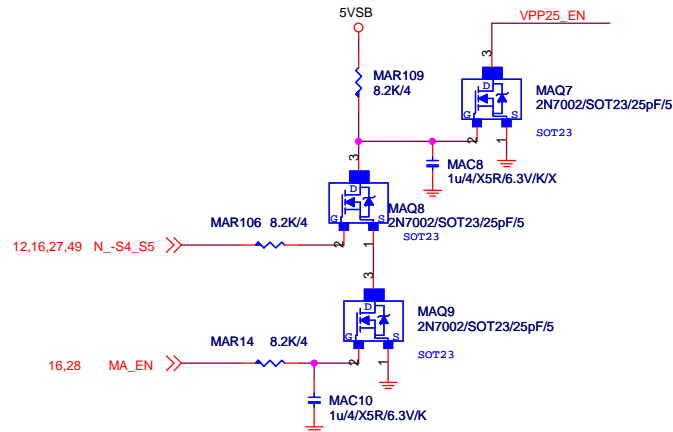 5VSB
VPP25_EN
3
MAR109
8.2K/4
D
G
S
MAQ7
2N7002/SOT23/25pF/5
SOT23
2
1
3
MAC8
1u/4/X5R/6.3V/K/X
D
G
S
MAQ8
2N7002/SOT23/25pF/5
SOT23
MAR106 8.2K/4
12,16,27,49 N_-S4_S5
2
1
3
D
G
S
MAQ9
2N7002/SOT23/25pF/5
SOT23
MAR14 8.2K/4
16,28 MA_EN
2
1
MAC10
1u/4/X5R/6.3V/K